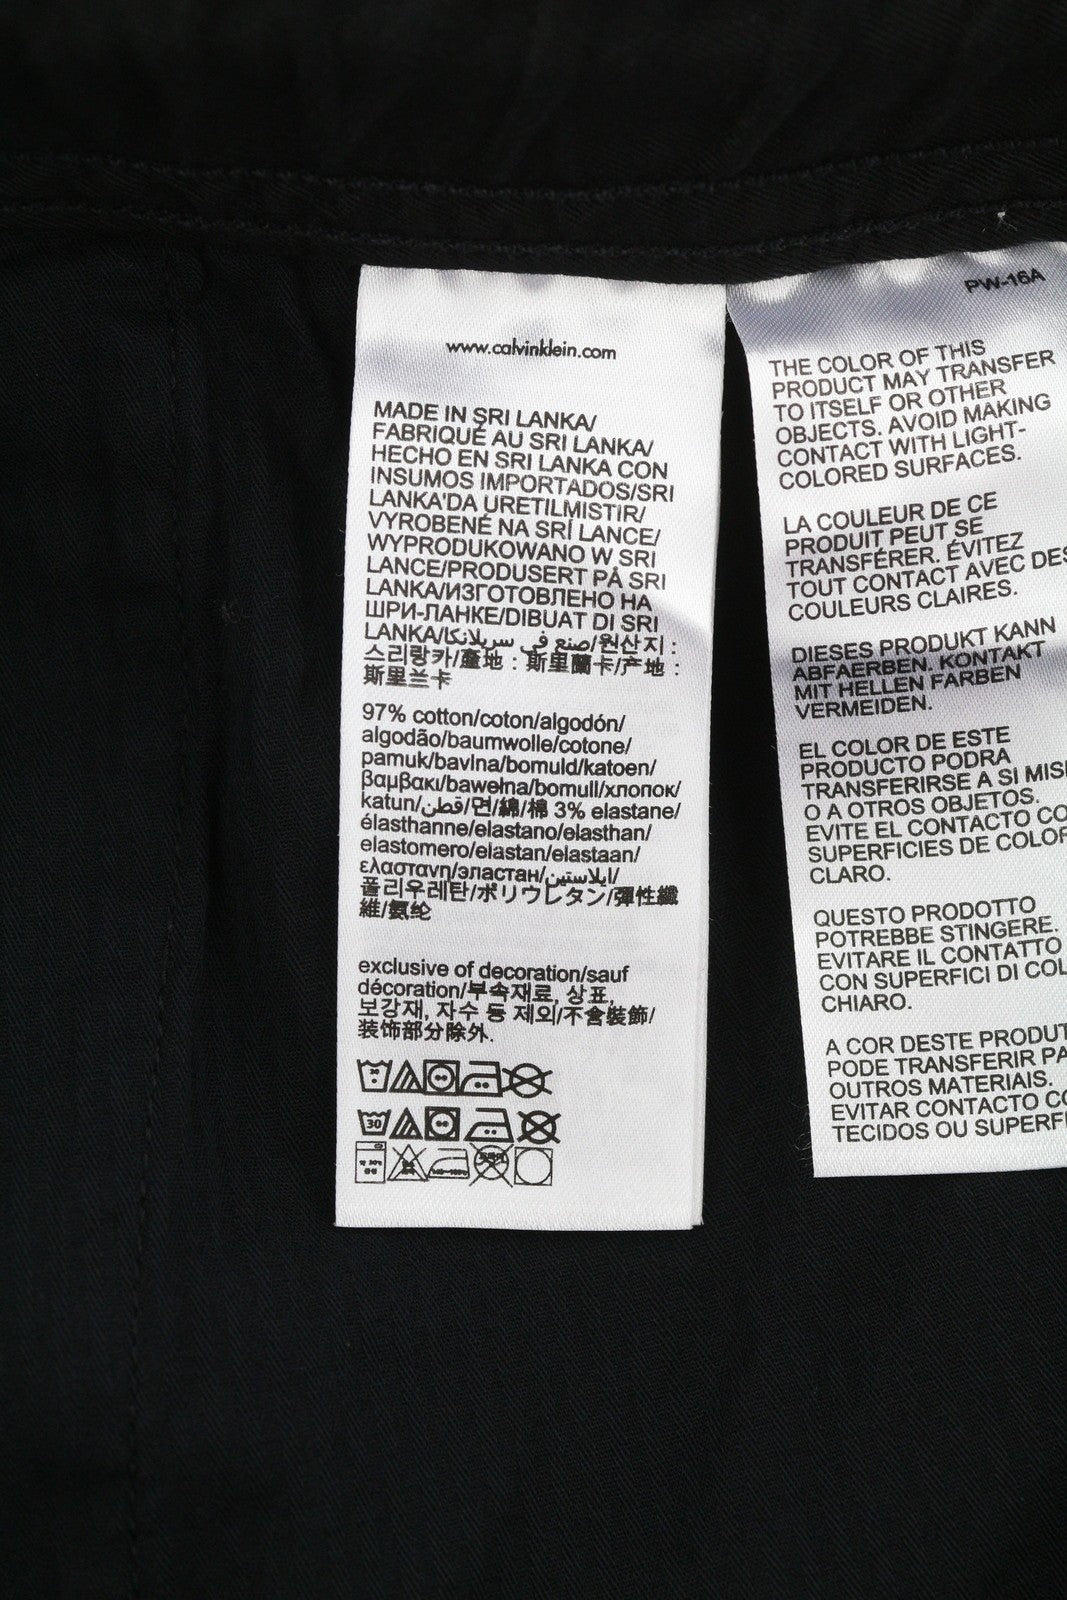 www.calvinklein.com
MADE IN SRI LANKA/
FABRIQUÉ AU SRI LANKA/
HECHO EN SRI LANKA CON
INSUMOS IMPORTADOS/SRI
LANKA'DA URETILMISTIR/
VYROBENÉ NA SRÍ LANCE/
WYPRODUKOWANO W SRI
LANCE/PRODUSERT PÅ SRI
LANKA/ИЗГОТОВЛЕНО НА
ШРИ-ЛАНКЕ/DIBUAT DI SRI
LANKA/صنع في سريلانكا/원산지 :
스리랑카/產地 : 斯里蘭卡/产地 :
斯里兰卡
97% cotton/coton/algodón/
algodão/baumwolle/cotone/
pamuk/bavlna/bomuld/katoen/
βαμβακι/bawełna/bomull/хлопок/
katun/قطن/면/綿/棉 3% elastane/
élasthanne/elastano/elasthan/
elastomero/elastan/elastaan/
ελαστανη/эластан/ايلاستين/
폴리우레탄/ポリウレタン/彈性纖
維/氨纶
exclusive of decoration/sauf
décoration/부속재료, 상표,
보강재, 자수 등 제외/不含裝飾/
装饰部分除外.
30
PW-16A
THE COLOR OF THIS
PRODUCT MAY TRANSFER
TO ITSELF OR OTHER
OBJECTS. AVOID MAKING
CONTACT WITH LIGHT-
COLORED SURFACES.
LA COULEUR DE CE
PRODUIT PEUT SE
TRANSFÉRER. ÉVITEZ
TOUT CONTACT AVEC DES
COULEURS CLAIRES.
DIESES PRODUKT KANN
ABFAERBEN. KONTAKT
MIT HELLEN FARBEN
VERMEIDEN.
EL COLOR DE ESTE
PRODUCTO PODRA
TRANSFERIRSE A SI MIS
O A OTROS OBJETOS.
EVITE EL CONTACTO CO
SUPERFICIES DE COLOR
CLARO.
QUESTO PRODOTTO
POTREBBE STINGERE.
EVITARE IL CONTATTO
CON SUPERFICI DI COL
CHIARO.
A COR DESTE PRODUT
PODE TRANSFERIR PA
OUTROS MATERIAIS.
EVITAR CONTACTO CO
TECIDOS OU SUPERF